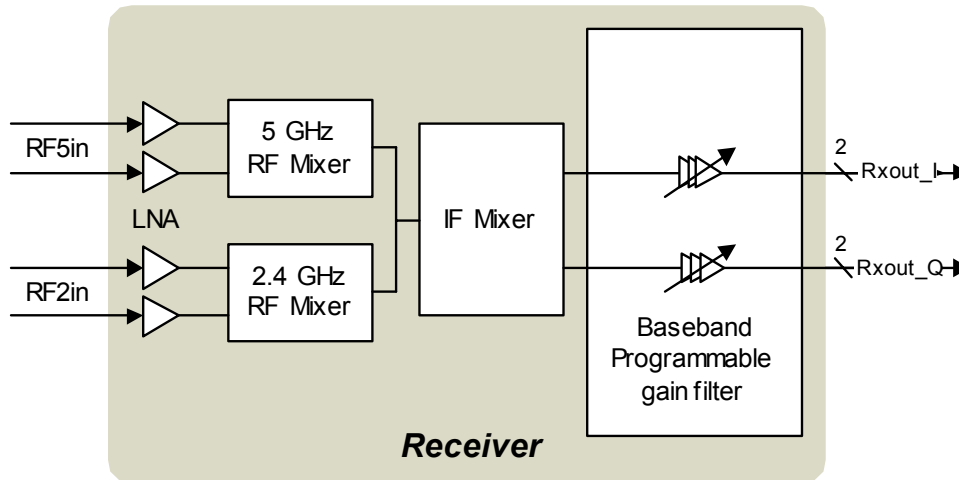 RF5in
LNA
RF2in
5 GHz
RF Mixer
2.4 GHz
RF Mixer
IF Mixer
Baseband
Programmable
gain filter
2
Rxout_I
2
Rxout_Q
Receiver